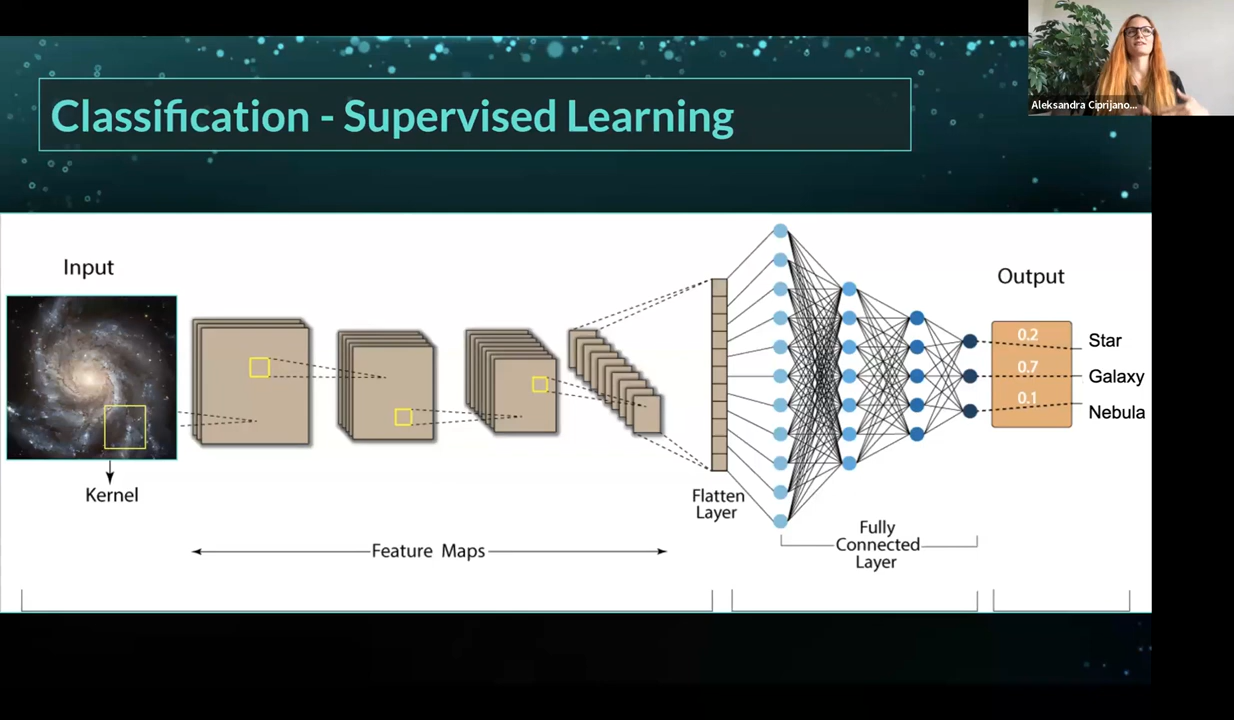 Aleksandra Ciprijano...
Classification - Supervised Learning
Input
Kernel
Feature Maps
Flatten
Layer
Fully
Connected
Layer
Output
0.2
Star
0.7
Galaxy
0.1
Nebula